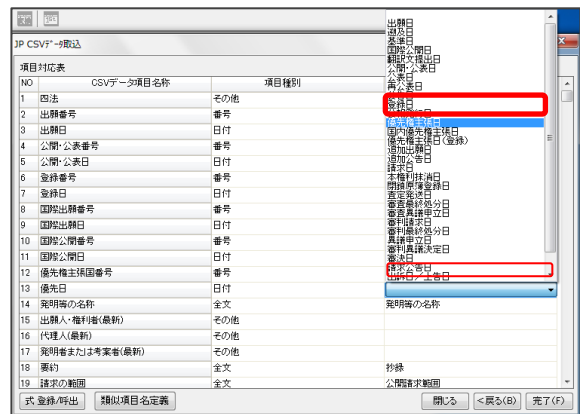 JP CSVデータ取込
項目対応表
NO CSVデータ項目名称 項目種別
1 四法 その他
2 出願番号 番号
3 出願日 日付
4 公開・公表番号 番号
5 公開・公表日 日付
6 登録番号 番号
7 登録日 日付
8 国際出願番号 番号
9 国際出願日 日付
10 国際公開番号 番号
11 国際公開日 日付
12 優先権主張国番号 番号
13 優先日 日付
14 発明等の名称 全文 発明等の名称
15 出願人・権利者(最新) その他
16 代理人(最新) その他
17 発明者または考案者(最新) その他
18 要約 全文 抄録
19 請求の範囲 全文 公開請求範囲
出願日
遡及日
基準日
国際公開日
翻訳文提出日
公開・公表日
公表日
再公表日
登録日
優先権主張日
国内優先権主張日
優先権主張日(登録)
追加出願日
追加公告日
請求日
本権利抹消日
閉鎖原簿登録日
査定発送日
審査最終処分日
審査異議申立日
審判請求日
審判最終処分日
異議申立日
審判異議決定日
審決日
請求公告日
出訴日/上告日
式 登録/呼出
類似項目名定義
閉じる
<戻る(B)
完了(F)